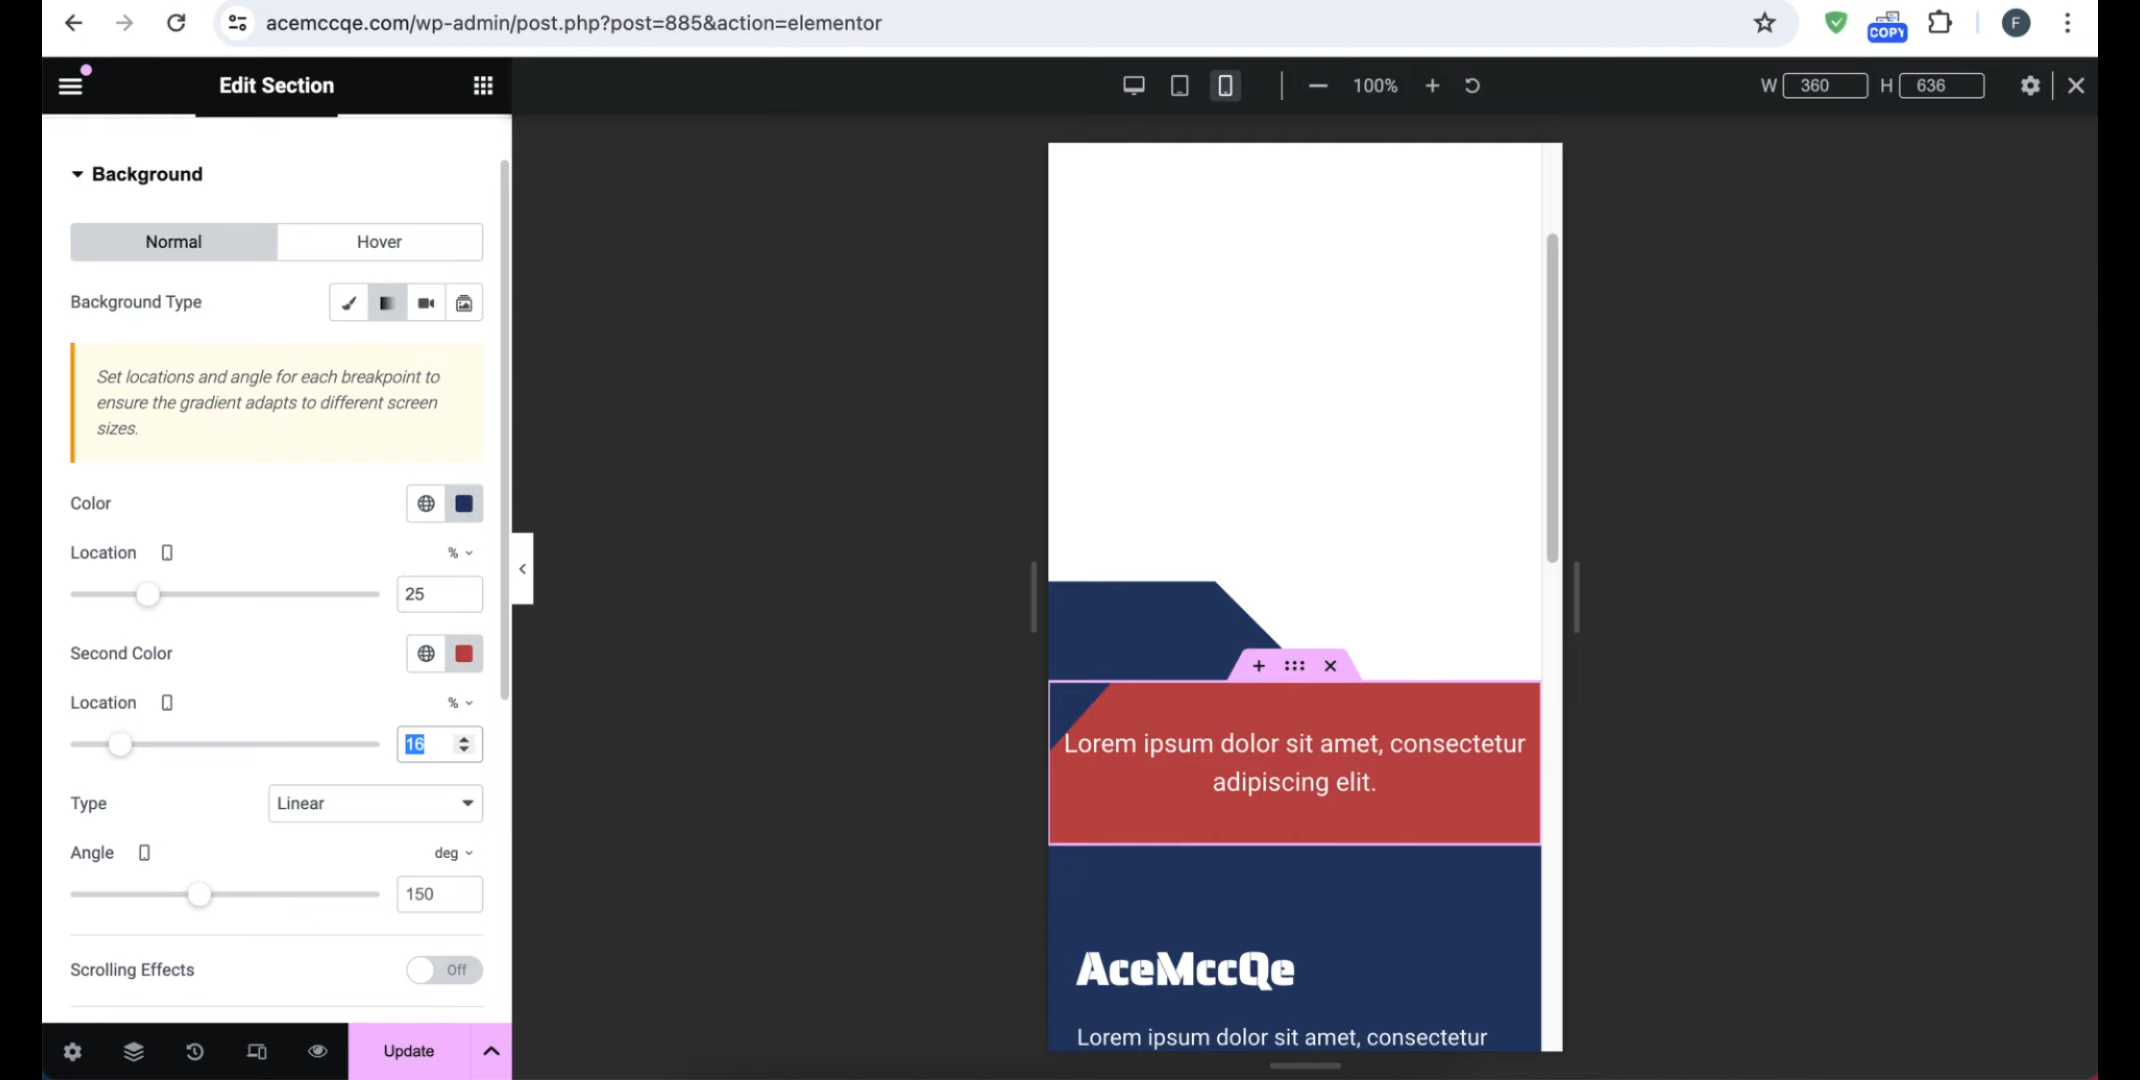 acemccqe.com/wp-admin/post.php?post=885&action=elementor
COPY
F
Edit Section
100%
W 360 H 636
Background
Normal Hover
Background Type
Set locations and angle for each breakpoint to
ensure the gradient adapts to different screen
sizes.
Color
Location %
25
Second Color
Location %
16
Type Linear
Angle deg
150
Scrolling Effects Off
Update
Lorem ipsum dolor sit amet, consectetur
adipiscing elit.
AceMccQe
Lorem ipsum dolor sit amet, consectetur